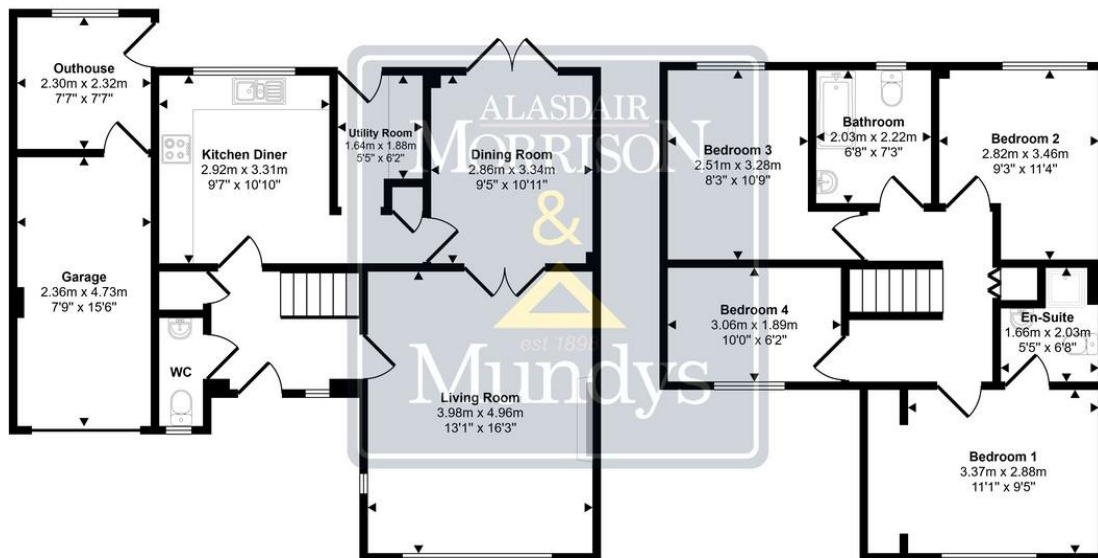 Outhouse
2.30m x 2.32m
7'7" x 7'7"
Kitchen Diner
2.92m x 3.31m
9'7" x 10'10"
Utility Room
1.64m x 1.88m
5'5" x 6'2"
Dining Room
2.86m x 3.34m
9'5" x 10'11"
Garage
2.36m x 4.73m
7'9" x 15'6"
WC
Living Room
3.98m x 4.96m
13'1" x 16'3"
Bedroom 3
2.51m x 3.28m
8'3" x 10'9"
Bathroom
2.03m x 2.22m
6'8" x 7'3"
Bedroom 2
2.82m x 3.46m
9'3" x 11'4"
Bedroom 4
3.06m x 1.89m
10'0" x 6'2"
En-Suite
1.66m x 2.03m
5'5" x 6'8"
Bedroom 1
3.37m x 2.88m
11'1" x 9'5"
ALASDAIR
MORRISON
&
est 1898
Mundys